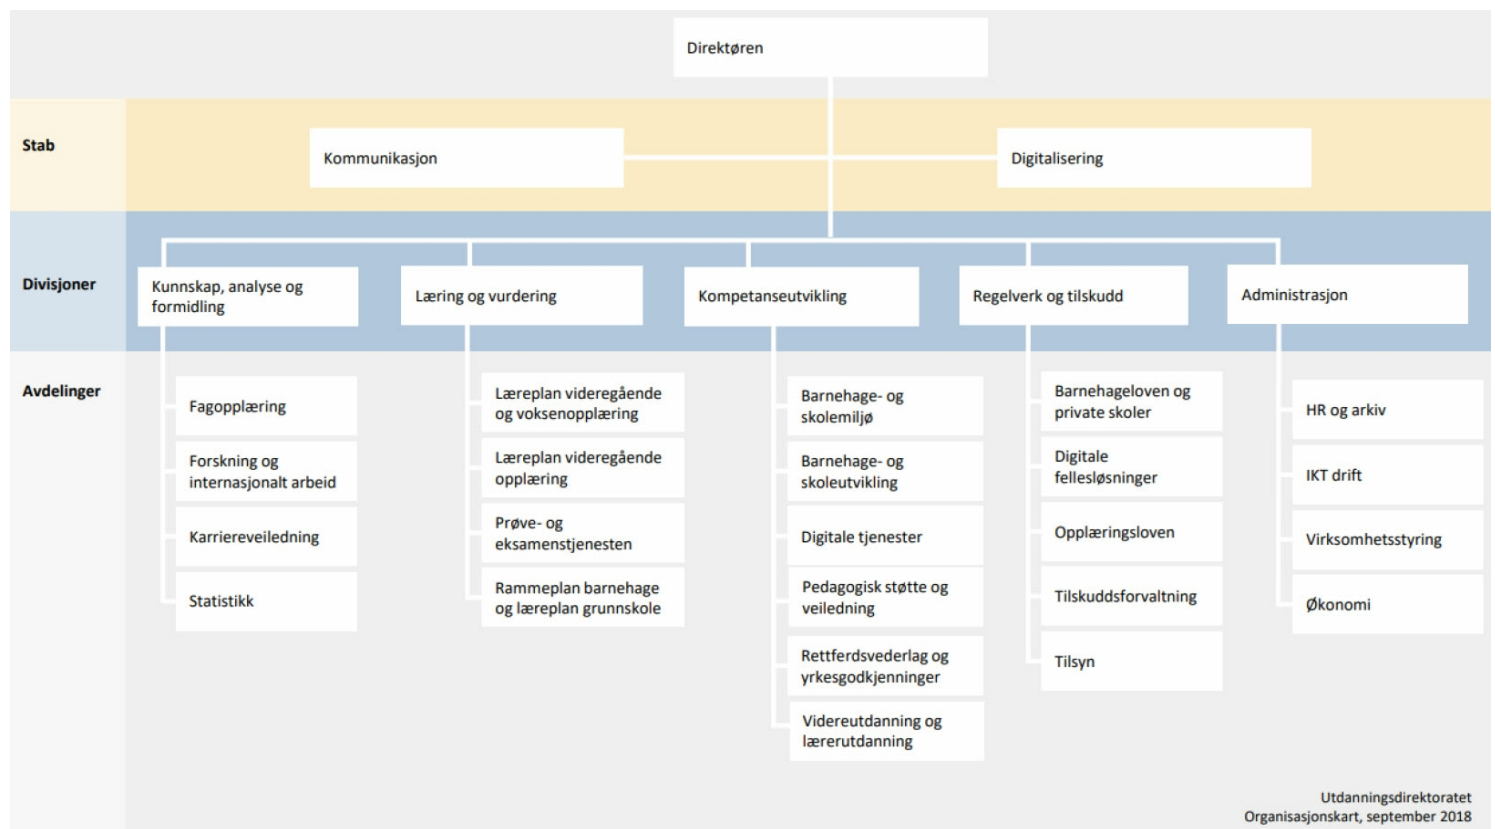 Direktøren
Stab
Kommunikasjon
Digitalisering
Divisjoner
Kunnskap, analyse og
formidling
Læring og vurdering
Kompetanseutvikling
Regelverk og tilskudd
Administrasjon
Avdelinger
Fagopplæring
Forskning og
internasjonalt arbeid
Karriereveiledning
Statistikk
Læreplan videregående
og voksenopplæring
Læreplan videregående
opplæring
Prøve- og
eksamenstjenesten
Rammeplan barnehage
og læreplan grunnskole
Barnehage- og
skolemiljø
Barnehage- og
skoleutvikling
Digitale tjenester
Pedagogisk støtte og
veiledning
Rettferdsvederlag og
yrkesgodkjenninger
Videreutdanning og
lærerutdanning
Barnehageloven og
private skoler
Digitale
fellesløsninger
Opplæringsloven
Tilskuddsforvaltning
Tilsyn
HR og arkiv
IKT drift
Virksomhetsstyring
Økonomi
Utdanningsdirektoratet
Organisasjonskart, september 2018